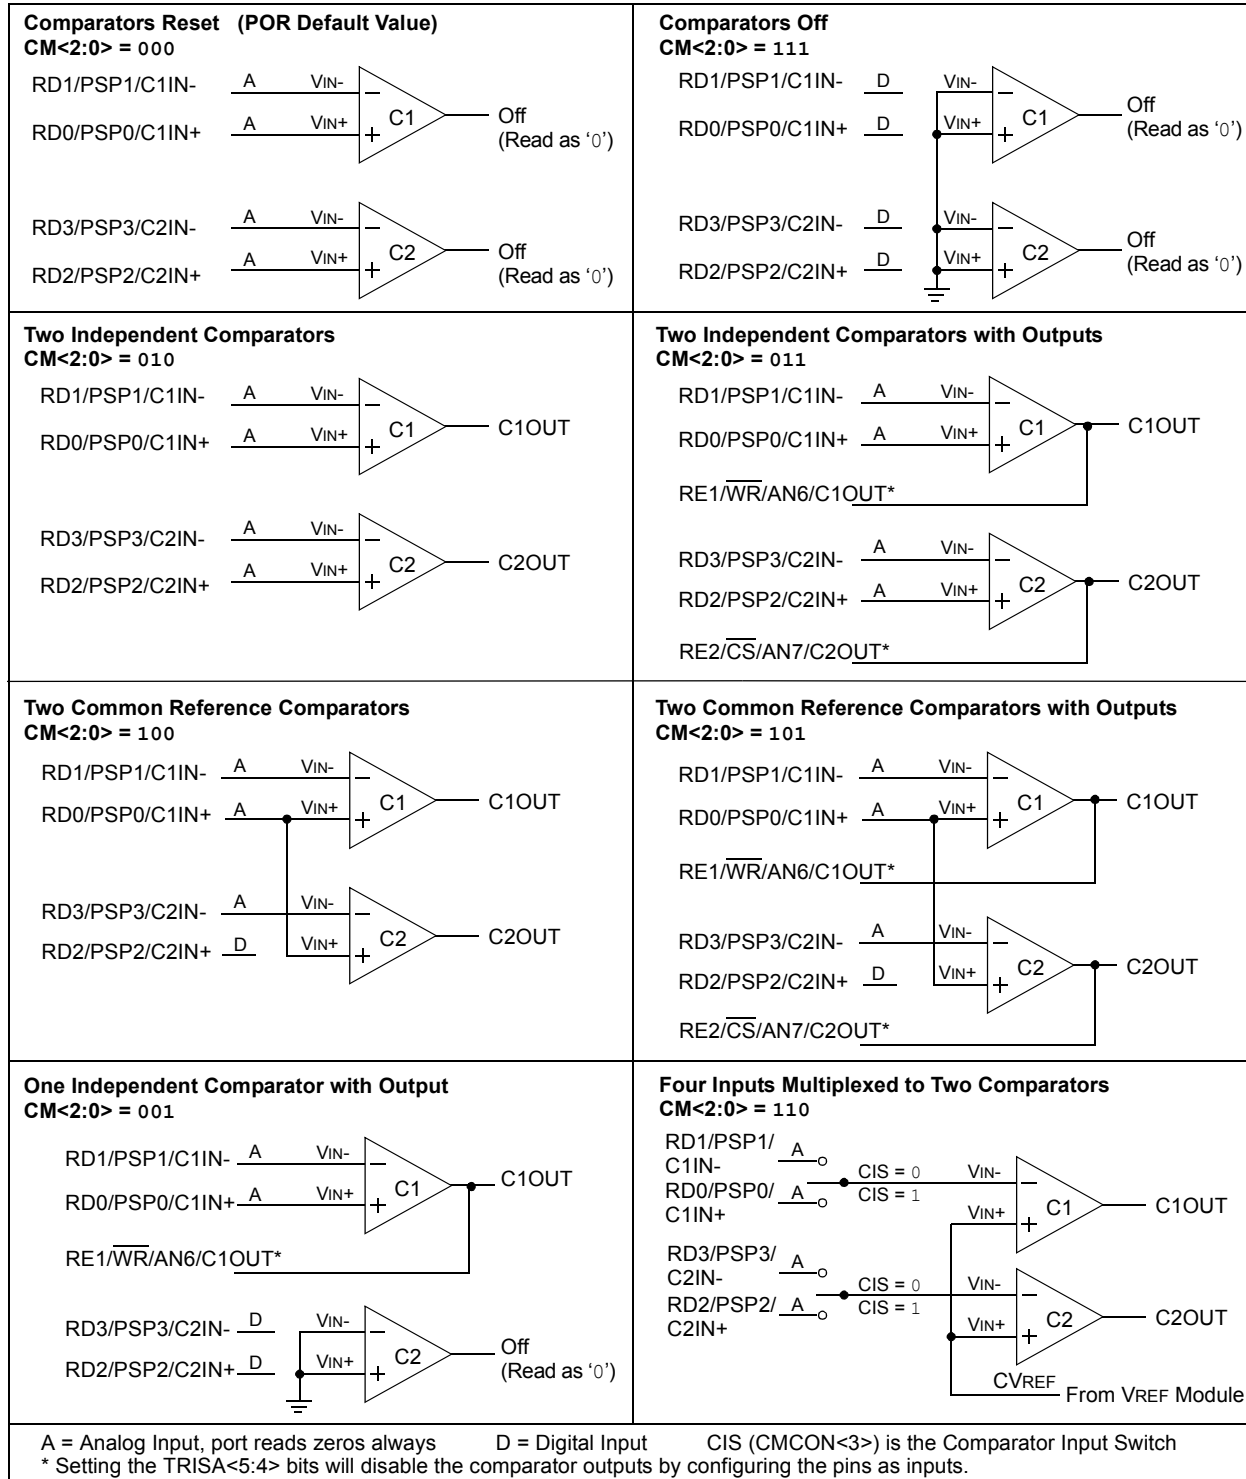 Comparators Reset (POR Default Value)
CM<2:0> = 000
RD1/PSP1/C1IN- A VIN-
RD0/PSP0/C1IN+ A VIN+
C1
Off
(Read as ‘0’)
RD3/PSP3/C2IN- A VIN-
RD2/PSP2/C2IN+ A VIN+
C2
Off
(Read as ‘0’)
Comparators Off
CM<2:0> = 111
RD1/PSP1/C1IN- D VIN-
RD0/PSP0/C1IN+ D VIN+
C1
Off
(Read as ‘0’)
RD3/PSP3/C2IN- D VIN-
RD2/PSP2/C2IN+ D VIN+
C2
Off
(Read as ‘0’)
Two Independent Comparators
CM<2:0> = 010
RD1/PSP1/C1IN- A VIN-
RD0/PSP0/C1IN+ A VIN+
C1
C1OUT
RD3/PSP3/C2IN- A VIN-
RD2/PSP2/C2IN+ A VIN+
C2
C2OUT
Two Independent Comparators with Outputs
CM<2:0> = 011
RD1/PSP1/C1IN- A VIN-
RD0/PSP0/C1IN+ A VIN+
C1
C1OUT
RE1/WR/AN6/C1OUT*
RD3/PSP3/C2IN- A VIN-
RD2/PSP2/C2IN+ A VIN+
C2
C2OUT
RE2/CS/AN7/C2OUT*
Two Common Reference Comparators
CM<2:0> = 100
RD1/PSP1/C1IN- A VIN-
RD0/PSP0/C1IN+ A VIN+
C1
C1OUT
RD3/PSP3/C2IN- A VIN-
RD2/PSP2/C2IN+ D VIN+
C2
C2OUT
Two Common Reference Comparators with Outputs
CM<2:0> = 101
RD1/PSP1/C1IN- A VIN-
RD0/PSP0/C1IN+ A VIN+
C1
C1OUT
RE1/WR/AN6/C1OUT*
RD3/PSP3/C2IN- A VIN-
RD2/PSP2/C2IN+ D VIN+
C2
C2OUT
RE2/CS/AN7/C2OUT*
One Independent Comparator with Output
CM<2:0> = 001
RD1/PSP1/C1IN- A VIN-
RD0/PSP0/C1IN+ A VIN+
C1
C1OUT
RE1/WR/AN6/C1OUT*
RD3/PSP3/C2IN- D VIN-
RD2/PSP2/C2IN+ D VIN+
C2
Off
(Read as ‘0’)
Four Inputs Multiplexed to Two Comparators
CM<2:0> = 110
RD1/PSP1/
C1IN-
A
RD0/PSP0/
C1IN+
A
CIS = 0 VIN-
CIS = 1 VIN+
C1
C1OUT
RD3/PSP3/
C2IN-
A
RD2/PSP2/
C2IN+
A
CIS = 0 VIN-
CIS = 1 VIN+
C2
C2OUT
CVREF
From VREF Module
A = Analog Input, port reads zeros always D = Digital Input CIS (CMCON<3>) is the Comparator Input Switch
* Setting the TRISA<5:4> bits will disable the comparator outputs by configuring the pins as inputs.